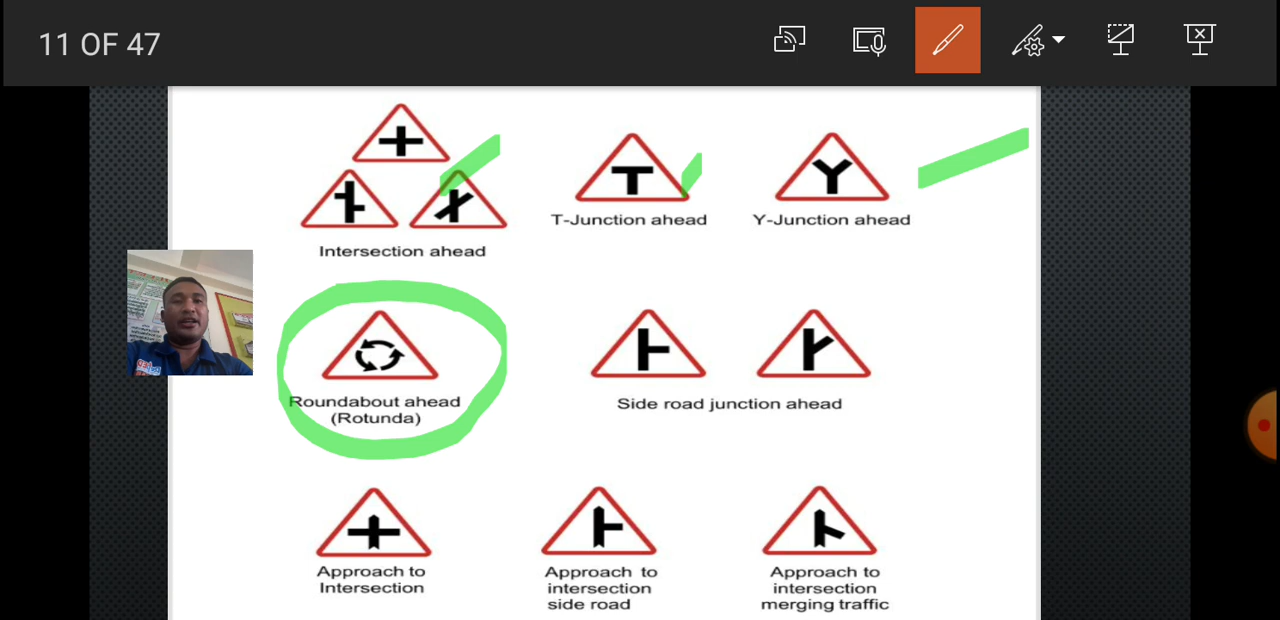 11 OF 47
T-Junction ahead
Y-Junction ahead
Intersection ahead
Roundabout ahead
(Rotunda)
Side road junction ahead
Approach to
Intersection
Approach to
intersection
side road
Approach to
intersection
merging traffic